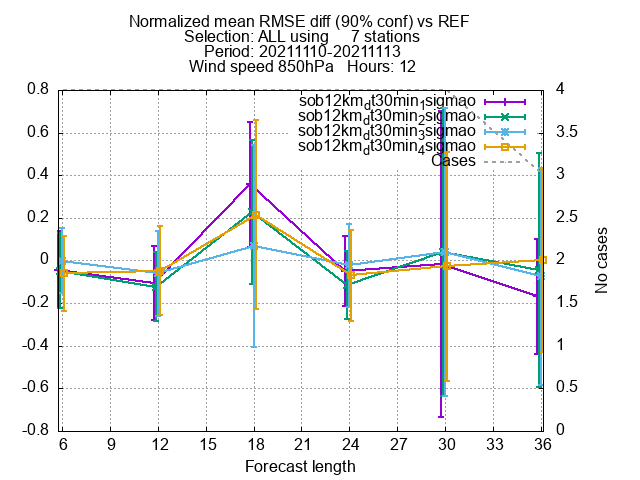 Normalized mean RMSE diff (90% conf) vs REF
Selection: ALL using 7 stations
Period: 20211110-20211113
Wind speed 850hPa Hours: 12
sob12km_dt30min_1sigmao
sob12km_dt30min_2sigmao
sob12km_dt30min_3sigmao
sob12km_dt30min_4sigmao
Cases
0.8
0.6
0.4
0.2
0
-0.2
-0.4
-0.6
-0.8
4
3.5
3
2.5
2
1.5
1
0.5
0
No cases
6 9 12 15 18 21 24 27 30 33 36
Forecast length